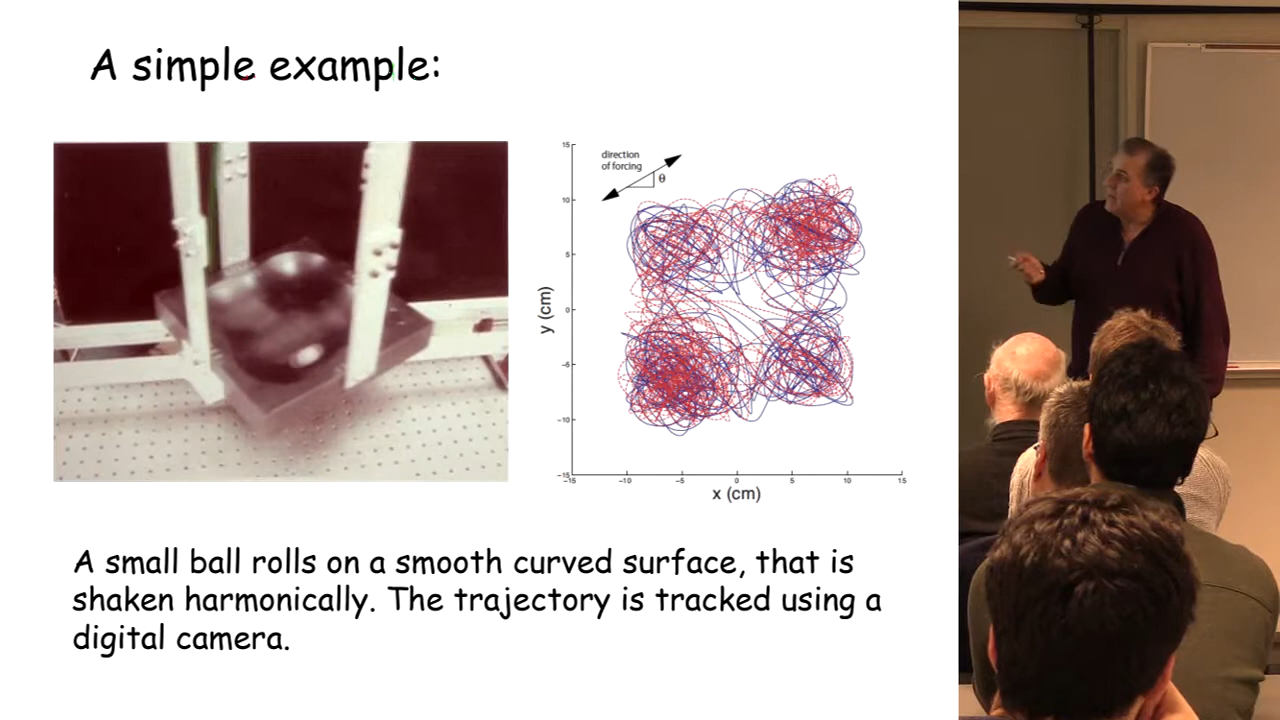 A simple example:
direction
of forcing
θ
15
10
5
0
−5
−10
−15
y (cm)
−15
−10
−5
0
5
10
15
x (cm)
A small ball rolls on a smooth curved surface, that is
shaken harmonically. The trajectory is tracked using a
digital camera.